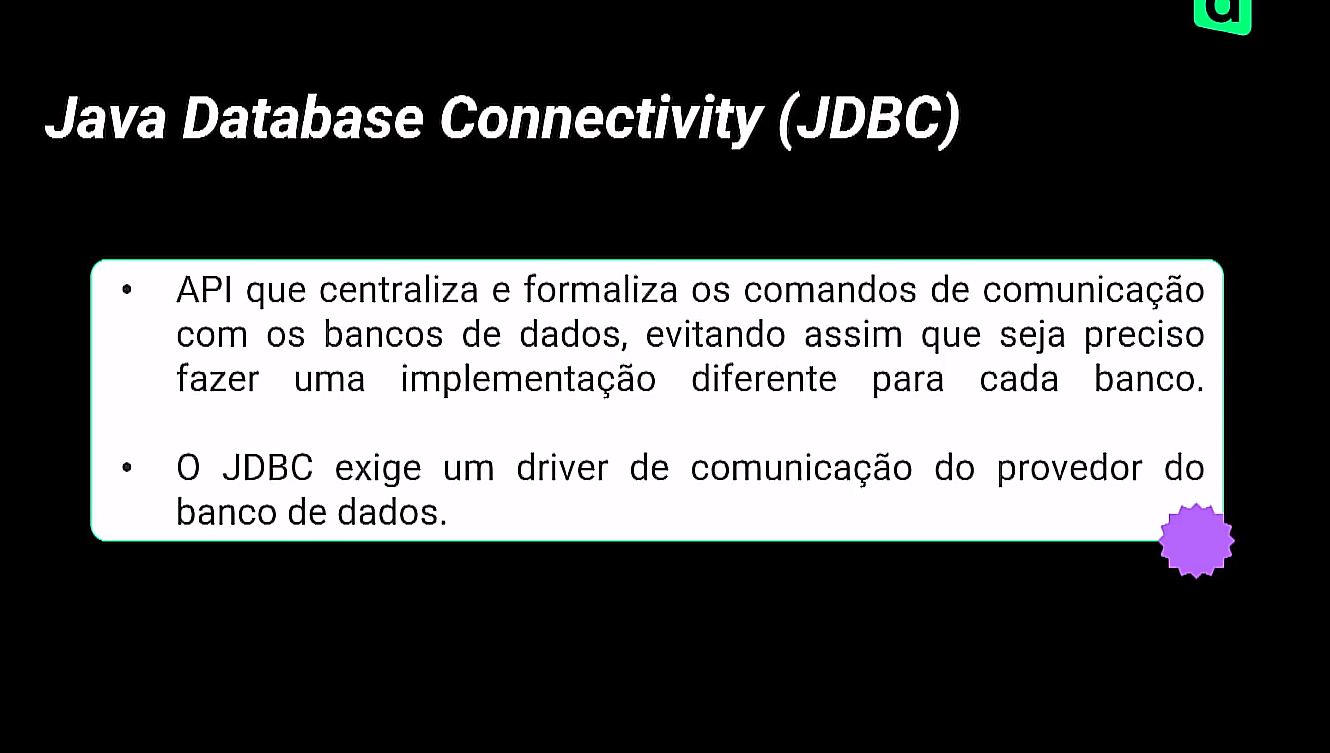 Java Database Connectivity (JDBC)
• API que centraliza e formaliza os comandos de comunicação
com os bancos de dados, evitando assim que seja preciso
fazer uma implementação diferente para cada banco.
• O JDBC exige um driver de comunicação do provedor do
banco de dados.